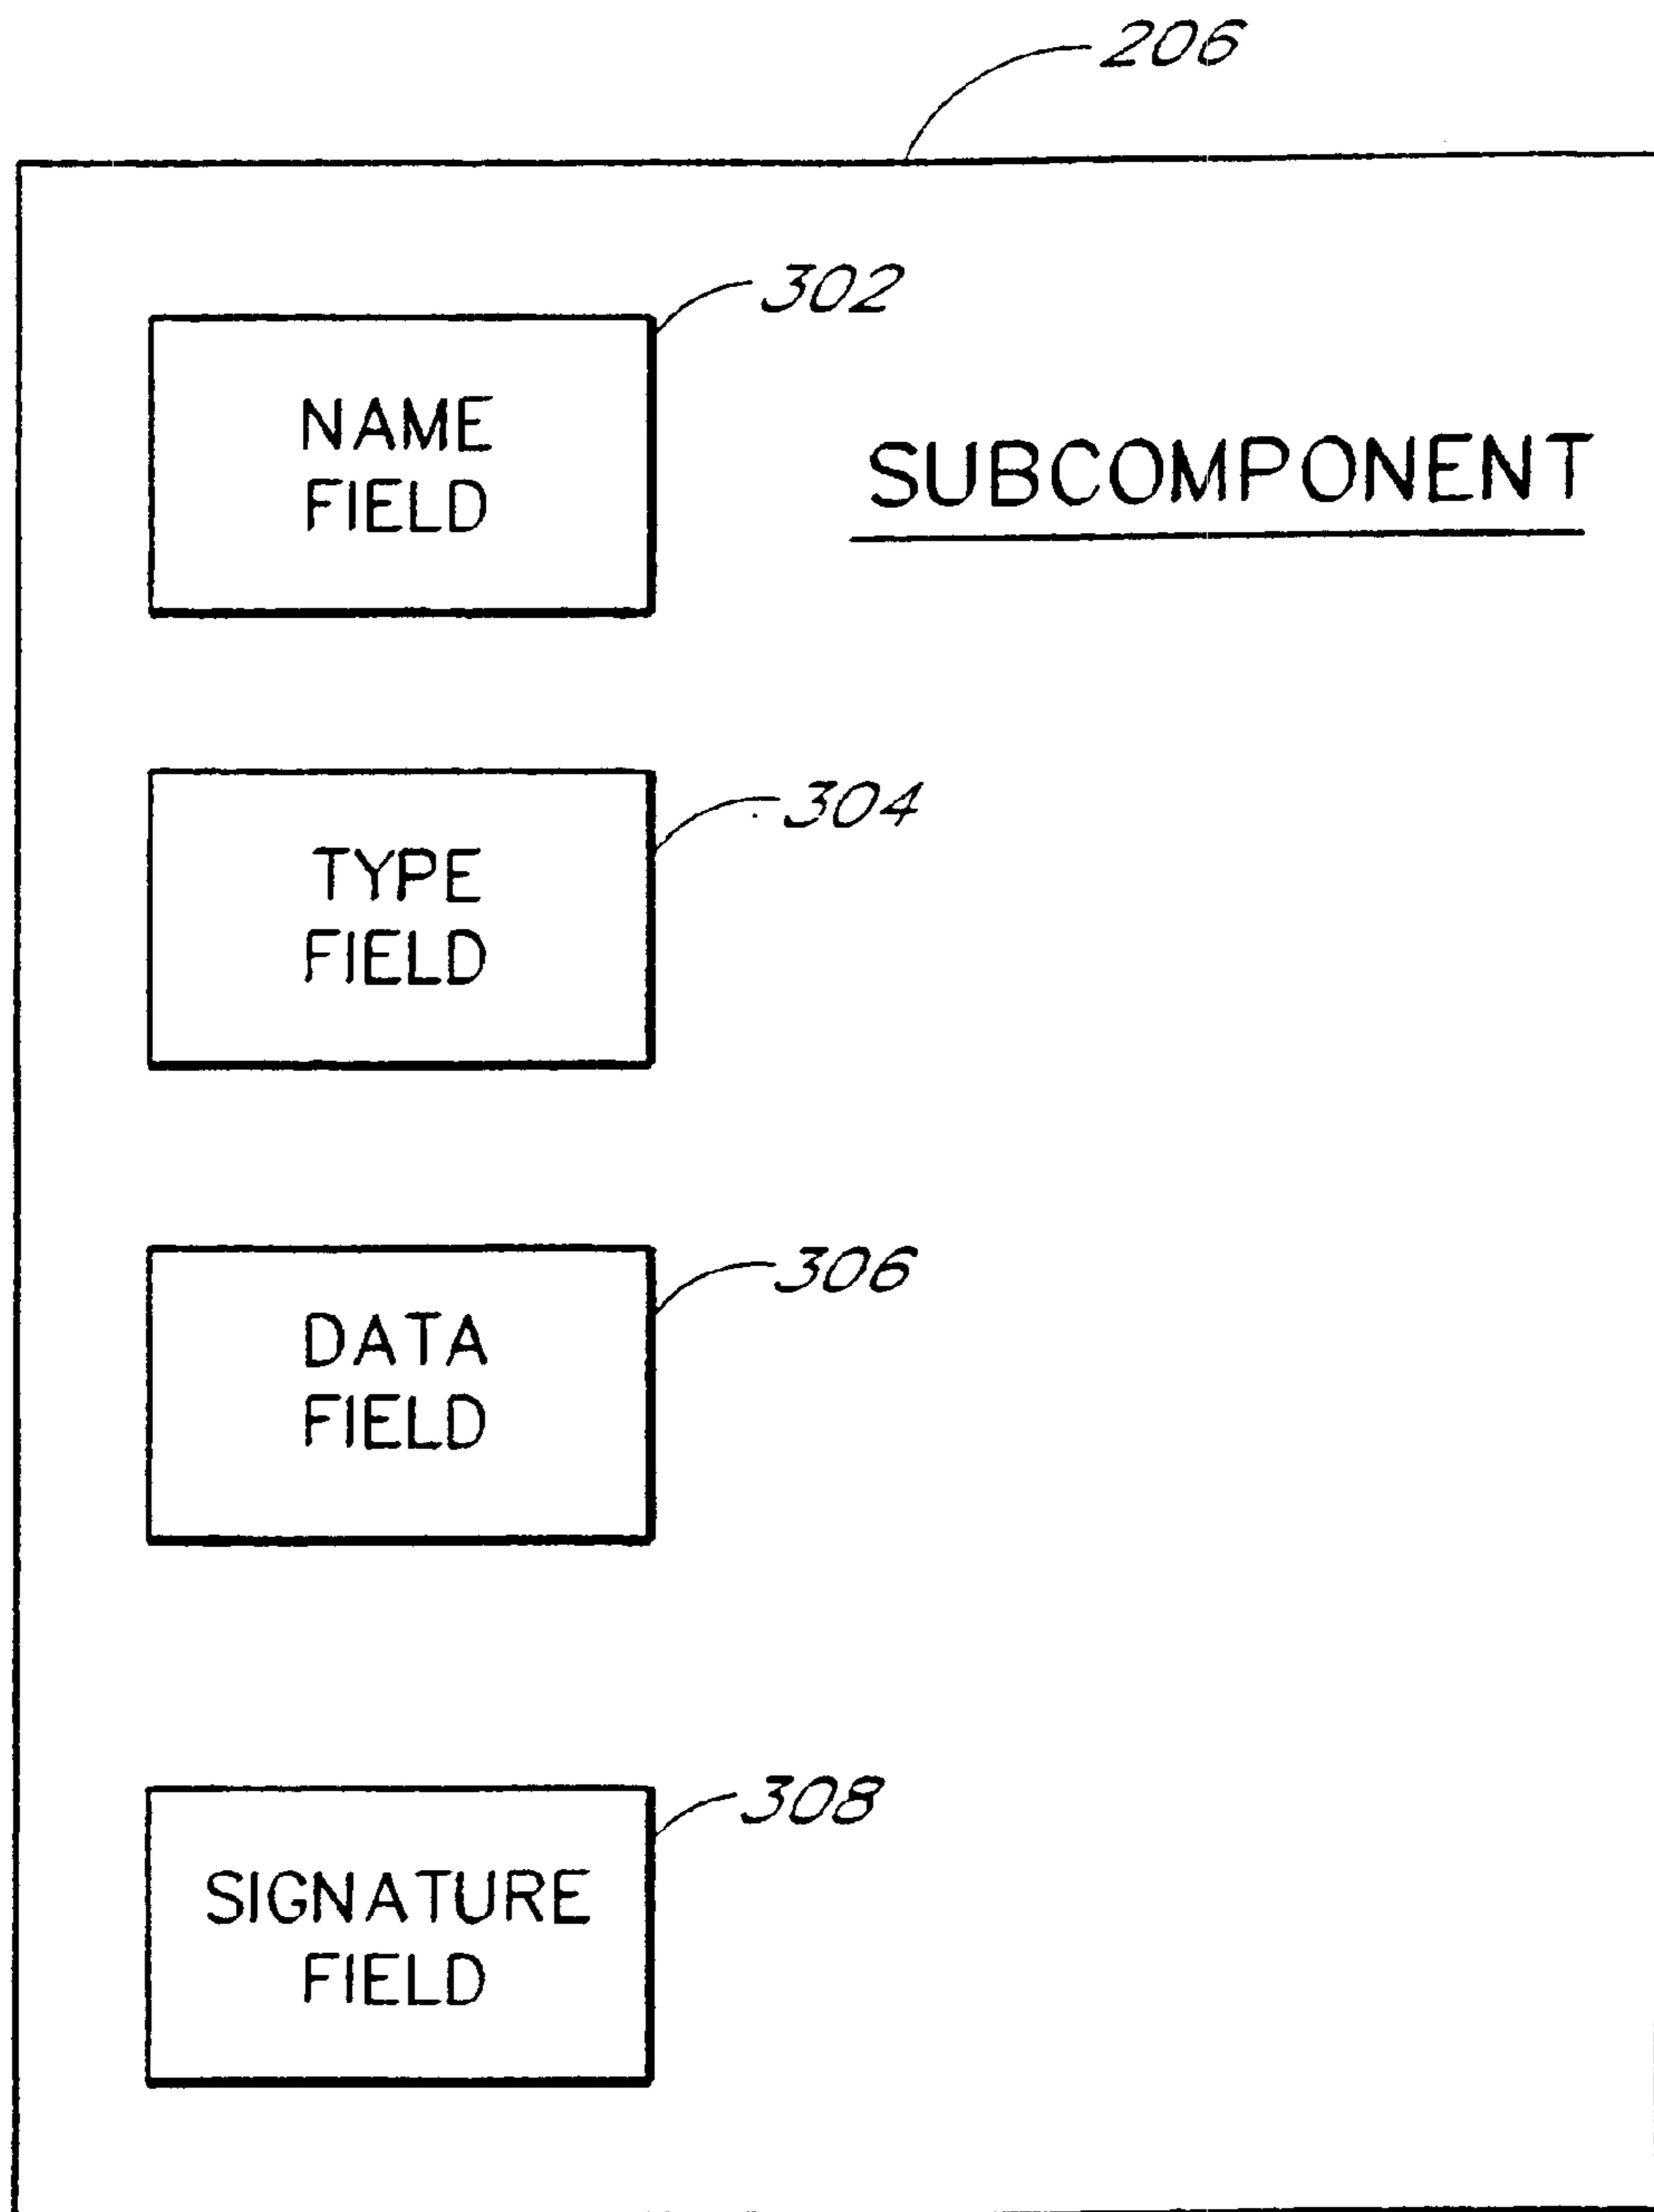 206
302
NAME
FIELD
SUBCOMPONENT
304
TYPE
FIELD
306
DATA
FIELD
308
SIGNATURE
FIELD